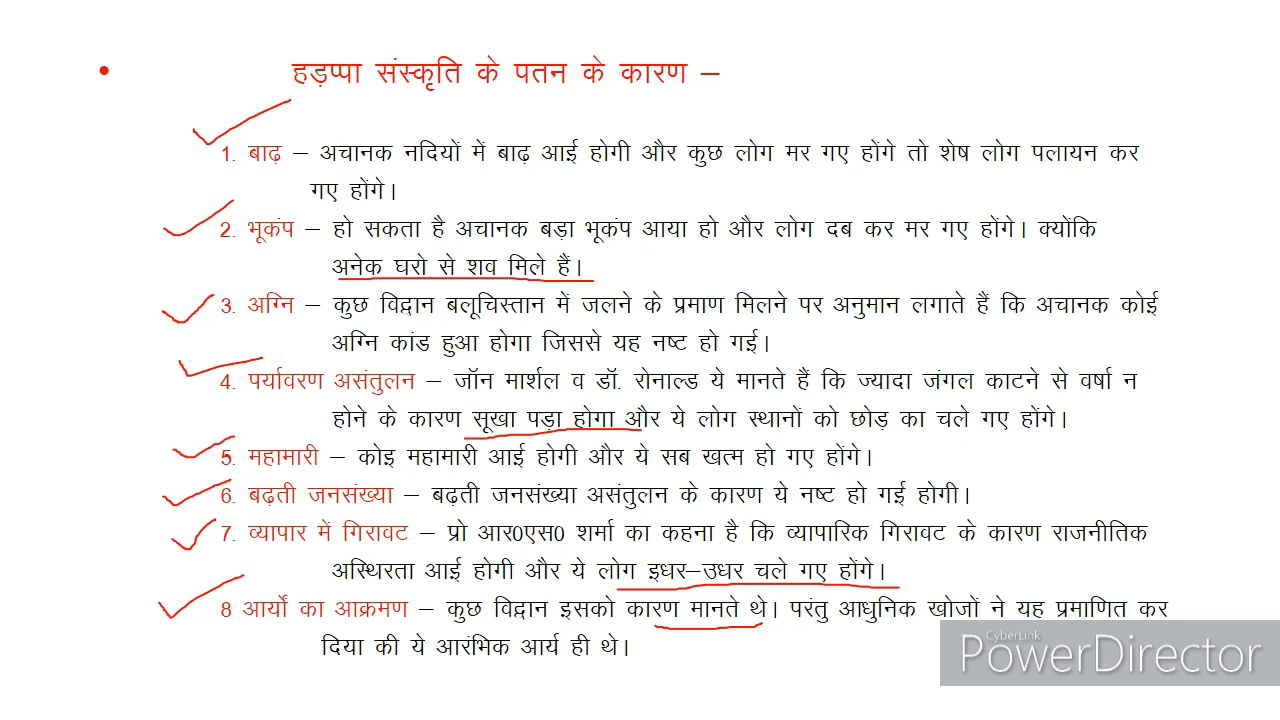 • हड़प्पा संस्कृति के पतन के कारण –
1. बाढ़ – अचानक नदियों में बाढ़ आई होगी और कुछ लोग मर गए होंगे तो शेष लोग पलायन कर
गए होंगे।
2. भूकंप – हो सकता है अचानक बड़ा भूकंप आया हो और लोग दब कर मर गए होंगे। क्योंकि
अनेक घरो से शव मिले हैं।
3. अग्नि – कुछ विद्वान बलूचिस्तान में जलने के प्रमाण मिलने पर अनुमान लगाते हैं कि अचानक कोई
अग्नि कांड हुआ होगा जिससे यह नष्ट हो गई।
4. पर्यावरण असंतुलन – जॉन मार्शल व डॉ. रोनाल्ड ये मानते हैं कि ज्यादा जंगल काटने से वर्षा न
होने के कारण सूखा पड़ा होगा और ये लोग स्थानों को छोड़ का चले गए होंगे।
5. महामारी – कोइ महामारी आई होगी और ये सब खत्म हो गए होंगे।
6. बढ़ती जनसंख्या – बढ़ती जनसंख्या असंतुलन के कारण ये नष्ट हो गई होगी।
7. व्यापार में गिरावट – प्रो आर0एस0 शर्मा का कहना है कि व्यापारिक गिरावट के कारण राजनीतिक
अस्थिरता आई होगी और ये लोग इधर–उधर चले गए होंगे।
8 आर्यों का आक्रमण – कुछ विद्वान इसको कारण मानते थे। परंतु आधुनिक खोजों ने यह प्रमाणित कर
दिया की ये आरंभिक आर्य ही थे।
CyberLink
PowerDirector